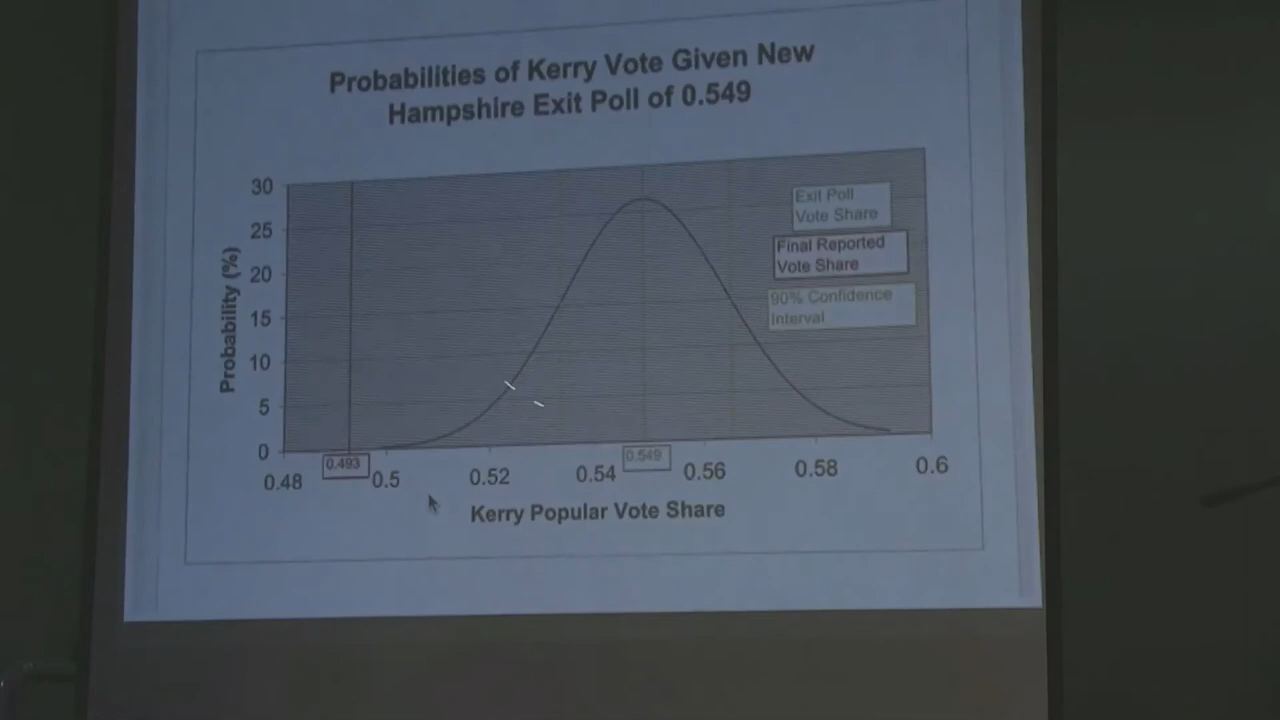 Probabilities of Kerry Vote Given New
Hampshire Exit Poll of 0.549
Probability (%)
30
25
20
15
10
5
0
Exit Poll
Vote Share
Final Reported
Vote Share
90% Confidence
Interval
0.493
0.549
0.48 0.5 0.52 0.54 0.56 0.58 0.6
Kerry Popular Vote Share